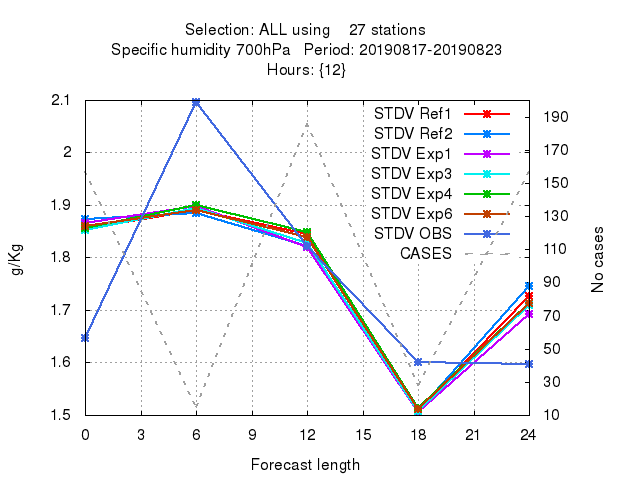 Selection: ALL using    27 stations
Specific humidity 700hPa   Period: 20190817-20190823
Hours: {12}
STDV Ref1
STDV Ref2
STDV Exp1
STDV Exp3
STDV Exp4
STDV Exp6
STDV OBS
CASES
2.1
2
1.9
1.8
1.7
1.6
1.5
g/Kg
190
170
150
130
110
90
70
50
30
10
No cases
0 3 6 9 12 15 18 21 24
Forecast length